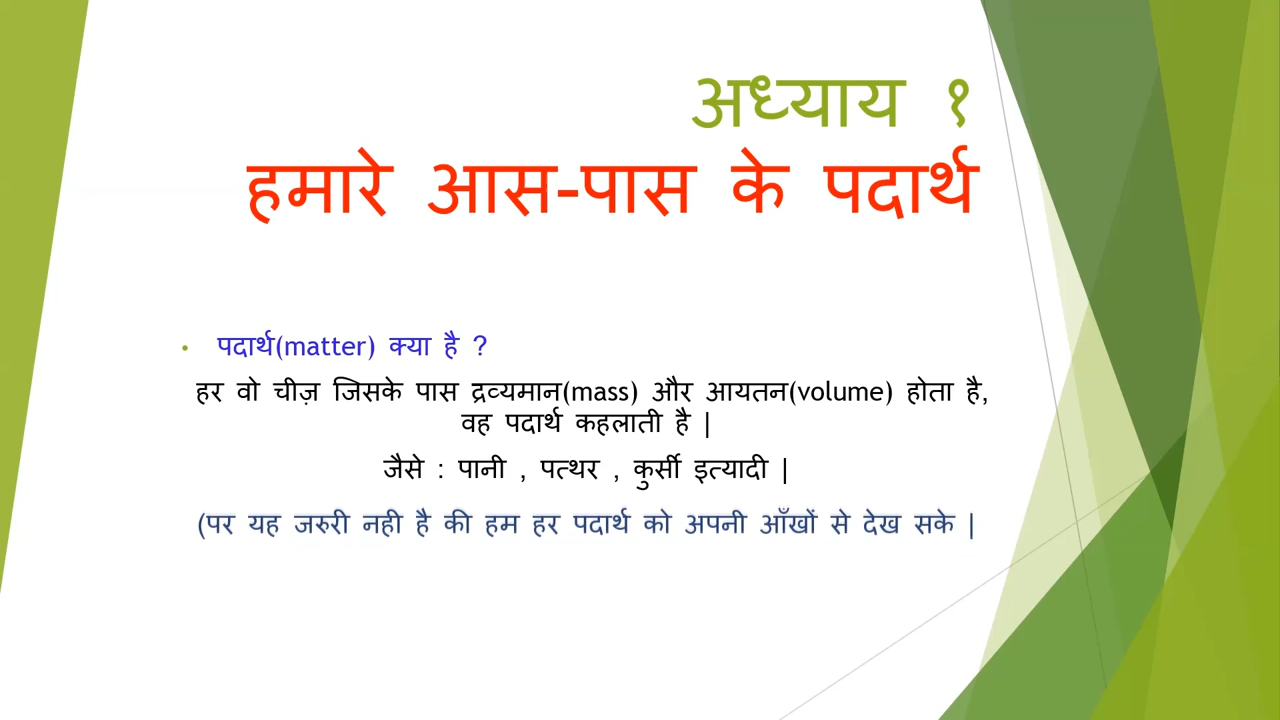 अध्याय १
हमारे आस-पास के पदार्थ
• पदार्थ(matter) क्या है ?
हर वो चीज़ जिसके पास द्रव्यमान(mass) और आयतन(volume) होता है,
वह पदार्थ कहलाती है |
जैसे : पानी , पत्थर , कुर्सी इत्यादी |
(पर यह जरुरी नही है की हम हर पदार्थ को अपनी आँखों से देख सके |